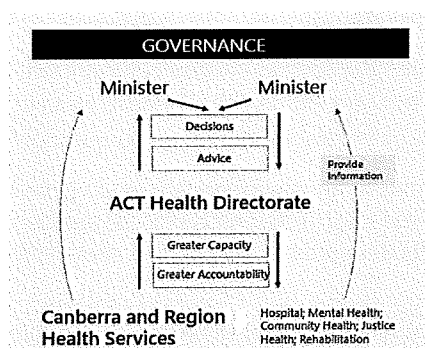 GOVERNANCE
Minister Minister
Decisions
Advice
Provide
Information
ACT Health Directorate
Greater Capacity
Greater Accountability
Canberra and Region
Health Services
Hospital; Mental Health;
Community Health; Justice
Health; Rehabilitation